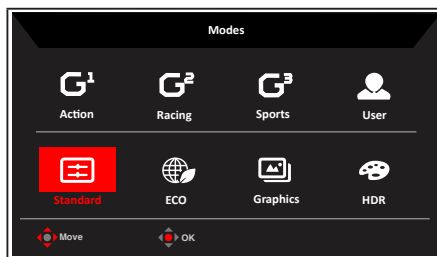 Modes
G¹ G² G³
Action Racing Sports User
Standard ECO Graphics HDR
Move OK